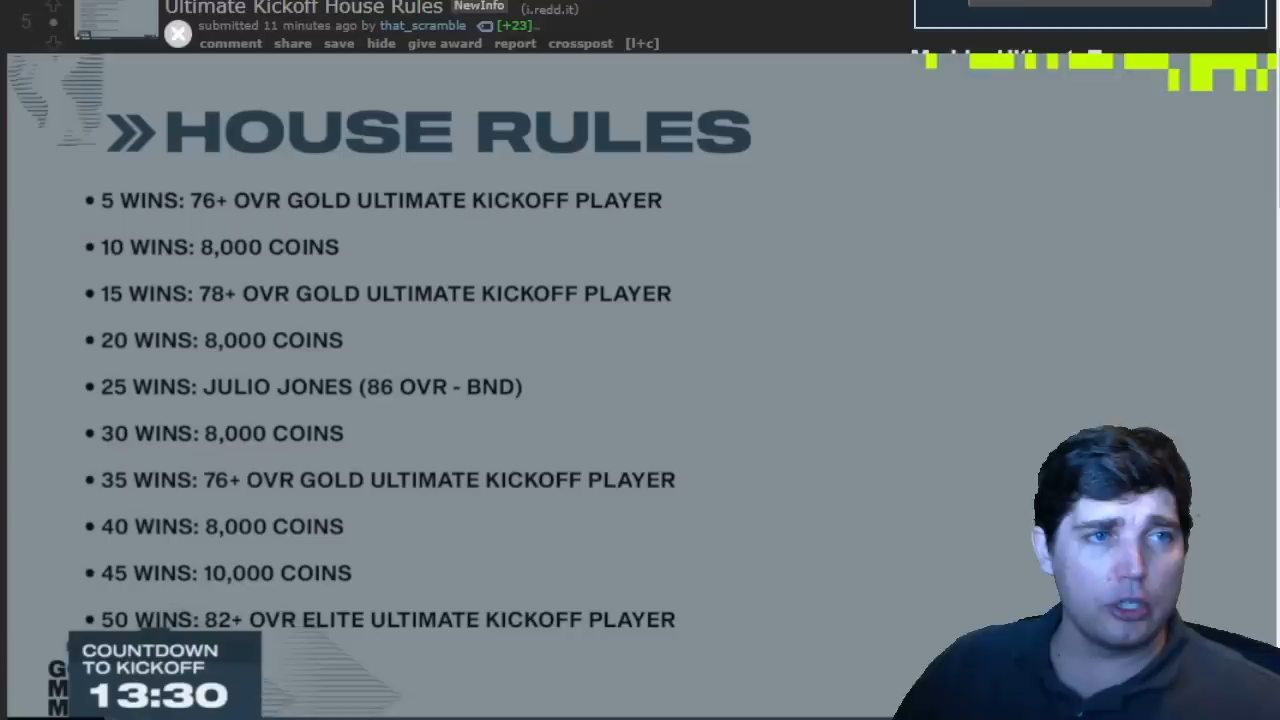 Ultimate Kickoff House Rules NewInfo (i.redd.it)
5
submitted 11 minutes ago by that_scramble [+23]
comment share save hide give award report crosspost [l+c]
HOUSE RULES
• 5 WINS: 76+ OVR GOLD ULTIMATE KICKOFF PLAYER
• 10 WINS: 8,000 COINS
• 15 WINS: 78+ OVR GOLD ULTIMATE KICKOFF PLAYER
• 20 WINS: 8,000 COINS
• 25 WINS: JULIO JONES (86 OVR - BND)
• 30 WINS: 8,000 COINS
• 35 WINS: 76+ OVR GOLD ULTIMATE KICKOFF PLAYER
• 40 WINS: 8,000 COINS
• 45 WINS: 10,000 COINS
• 50 WINS: 82+ OVR ELITE ULTIMATE KICKOFF PLAYER
COUNTDOWN
TO KICKOFF
13:30
G
M
M